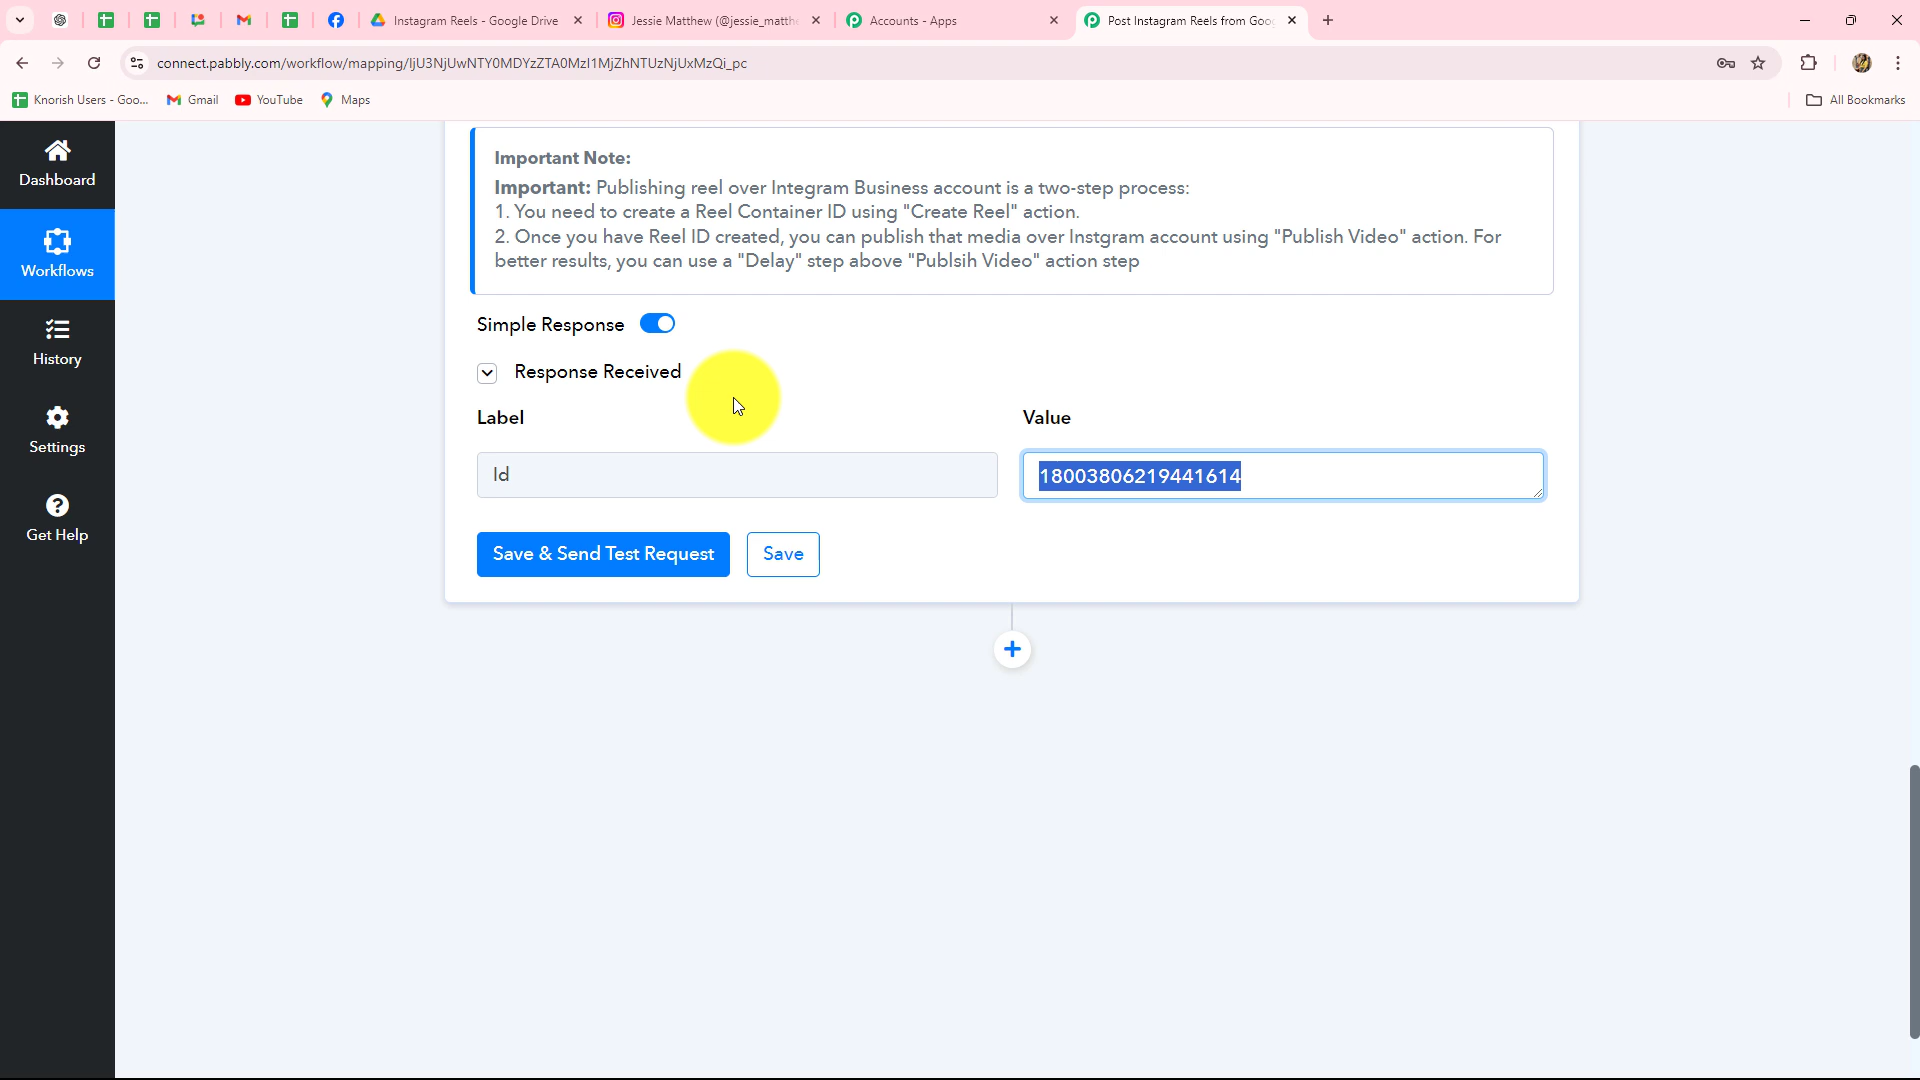 Instagram Reels - Google Drive
Jessie Matthew (@jessie_matth
Accounts - Apps
Post Instagram Reels from Goo
connect.pabbly.com/workflow/mapping/IjU3NjUwNTY0MDYzZTA0MzI1MjZhNTUzNjUxMzQi_pc
Knorish Users - Goo...
Gmail
YouTube
Maps
All Bookmarks
Dashboard
Workflows
History
Settings
Get Help
Important Note:
Important: Publishing reel over Integram Business account is a two-step process:
1. You need to create a Reel Container ID using "Create Reel" action.
2. Once you have Reel ID created, you can publish that media over Instgram account using "Publish Video" action. For
better results, you can use a "Delay" step above "Publsih Video" action step
Simple Response
Response Received
Label
Value
Id
18003806219441614
Save & Send Test Request
Save